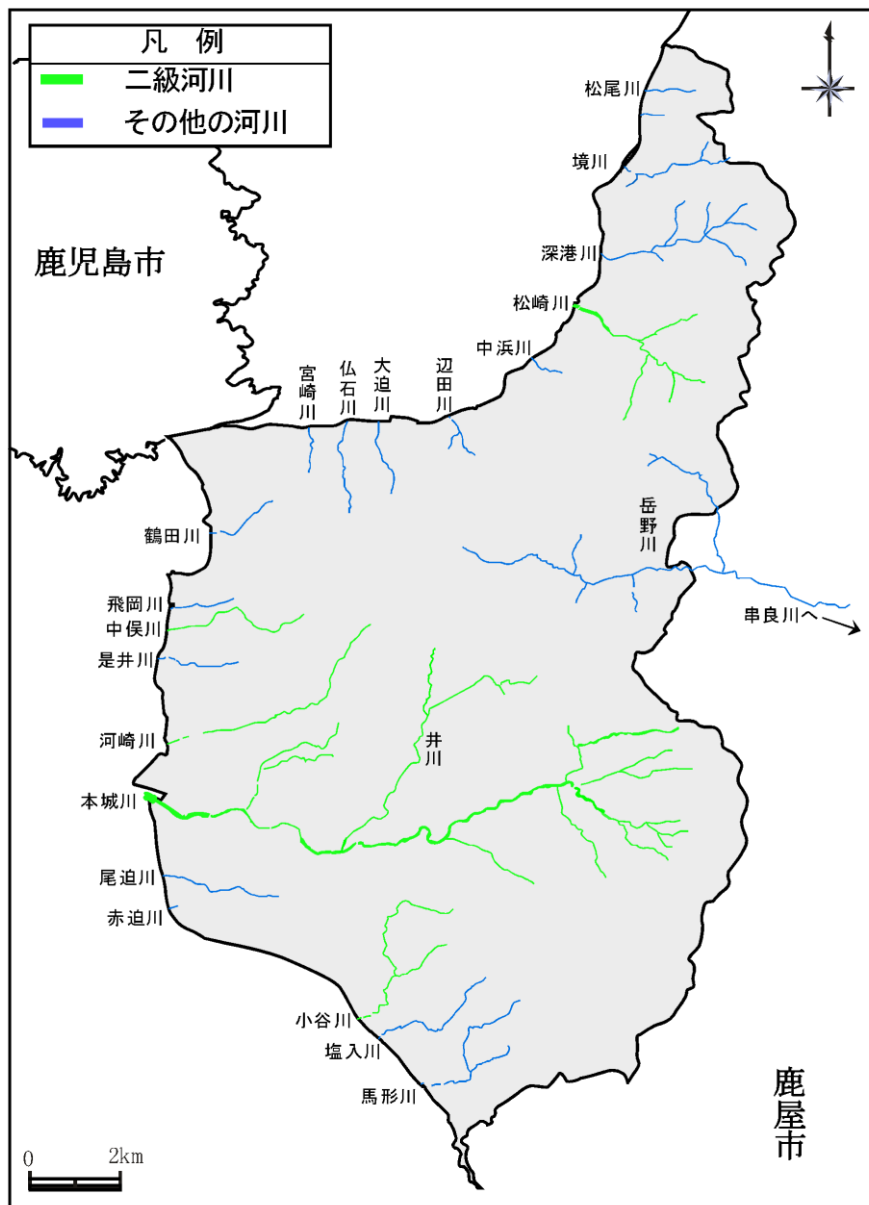 凡 例
二級河川
その他の河川
松尾川
境川
鹿児島市
深港川
松崎川
中浜川
宮崎川
仏石川
大迫川
辺田川
岳野川
鶴田川
飛岡川
串良川へ
中俣川
是井川
河崎川
井川
本城川
尾迫川
赤迫川
小谷川
塩入川
馬形川
鹿屋市
0 2km